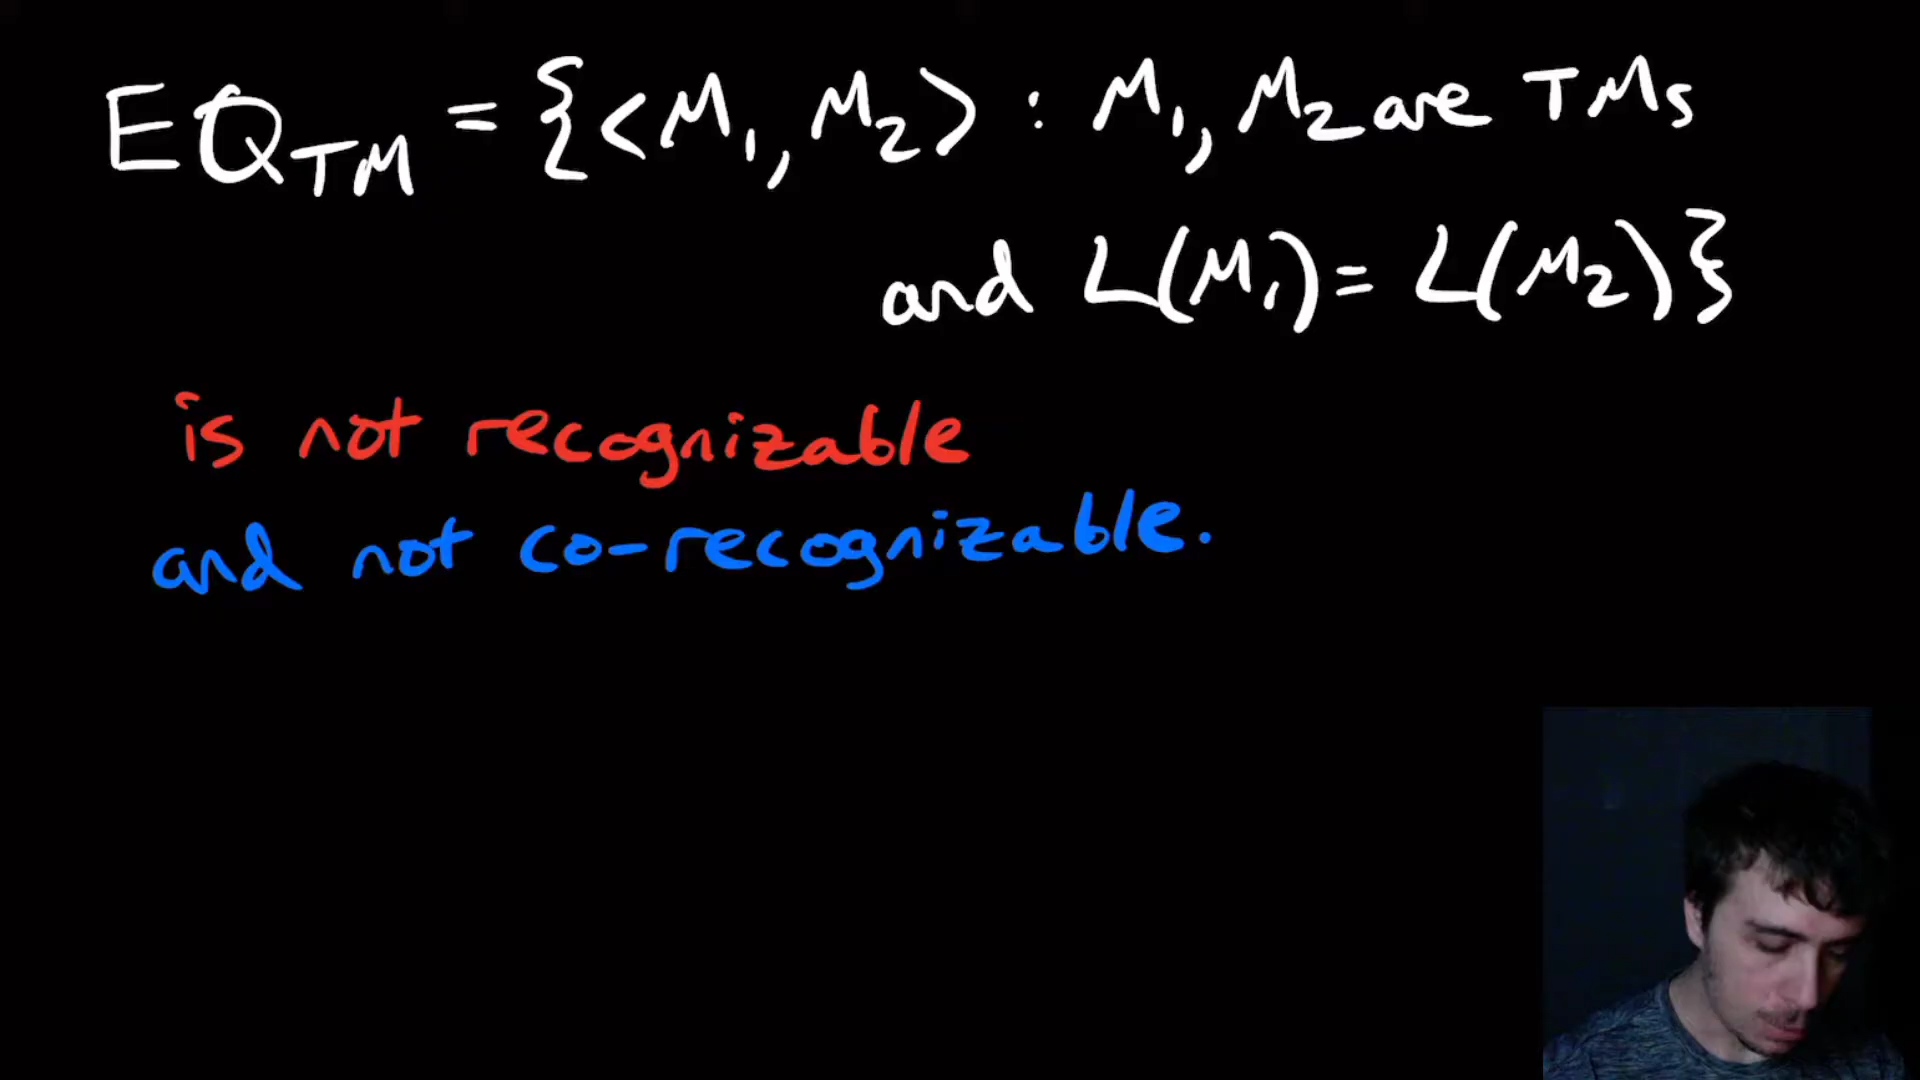 EQ_TM = {<M₁, M₂> : M₁, M₂ are TMs
and L(M₁) = L(M₂)}
is not recognizable
and not co-recognizable.